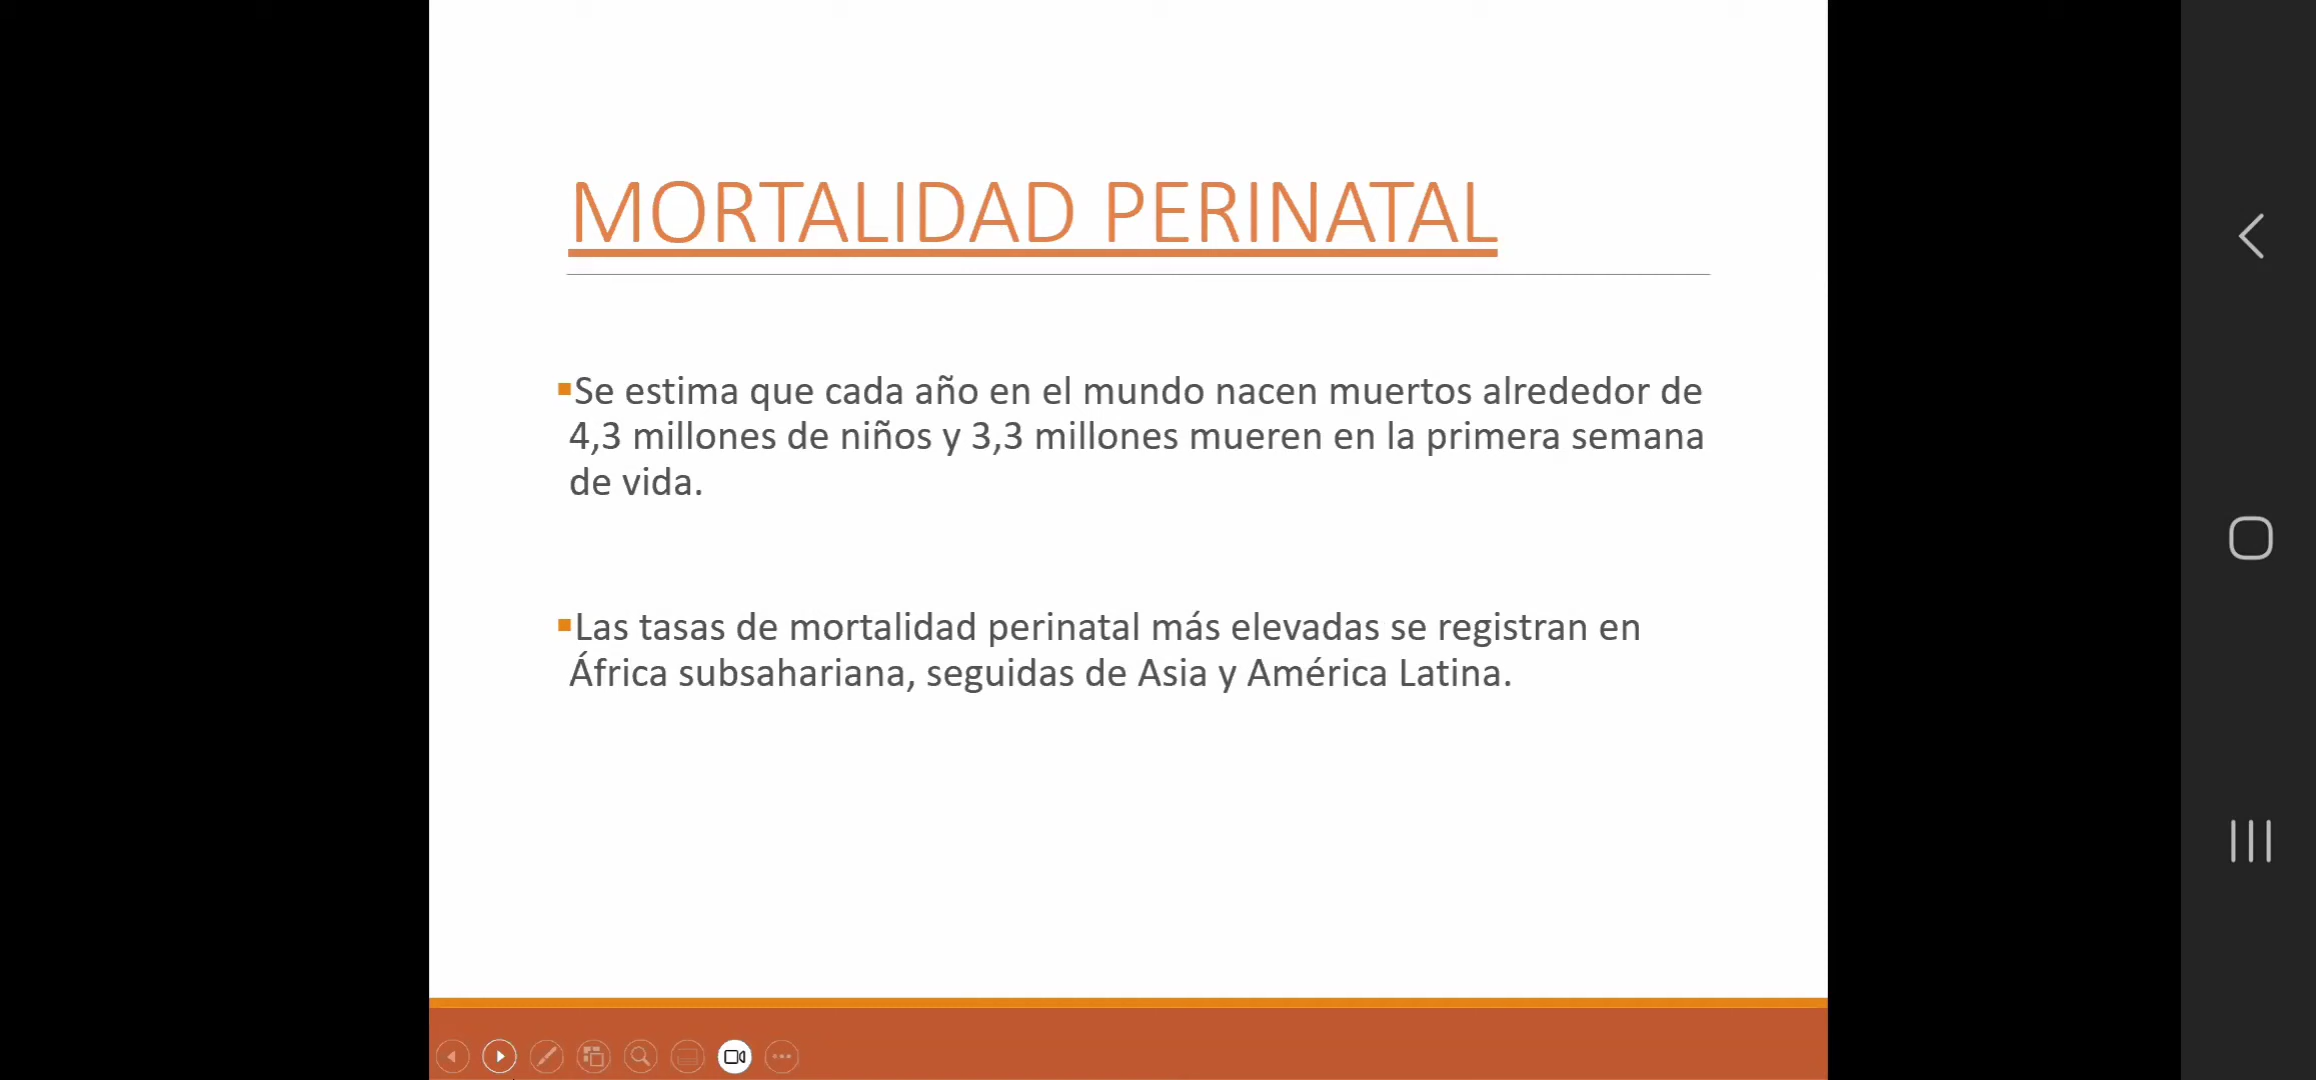 MORTALIDAD PERINATAL
Se estima que cada año en el mundo nacen muertos alrededor de
4,3 millones de niños y 3,3 millones mueren en la primera semana
de vida.
Las tasas de mortalidad perinatal más elevadas se registran en
África subsahariana, seguidas de Asia y América Latina.